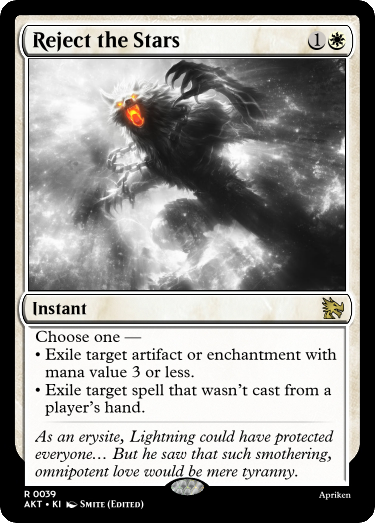 Reject the Stars 1
Instant
Choose one —
• Exile target artifact or enchantment with
mana value 3 or less.
• Exile target spell that wasn't cast from a
player's hand.
As an erysite, Lightning could have protected
everyone… But he saw that such smothering,
omnipotent love would be mere tyranny.
R 0039
AKT • KI Smite (Edited)
Apriken